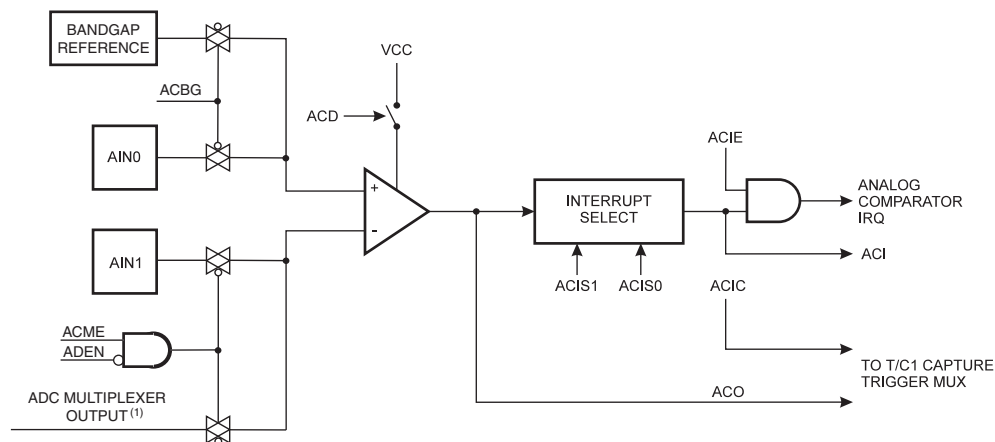 BANDGAP
REFERENCE
ACBG
AIN0
VCC
ACD
+
-
INTERRUPT
SELECT
ACIS1
ACIS0
ACIE
ANALOG
COMPARATOR
IRQ
ACI
AIN1
ACME
ADEN
ADC MULTIPLEXER
OUTPUT (1)
ACIC
TO T/C1 CAPTURE
TRIGGER MUX
ACO